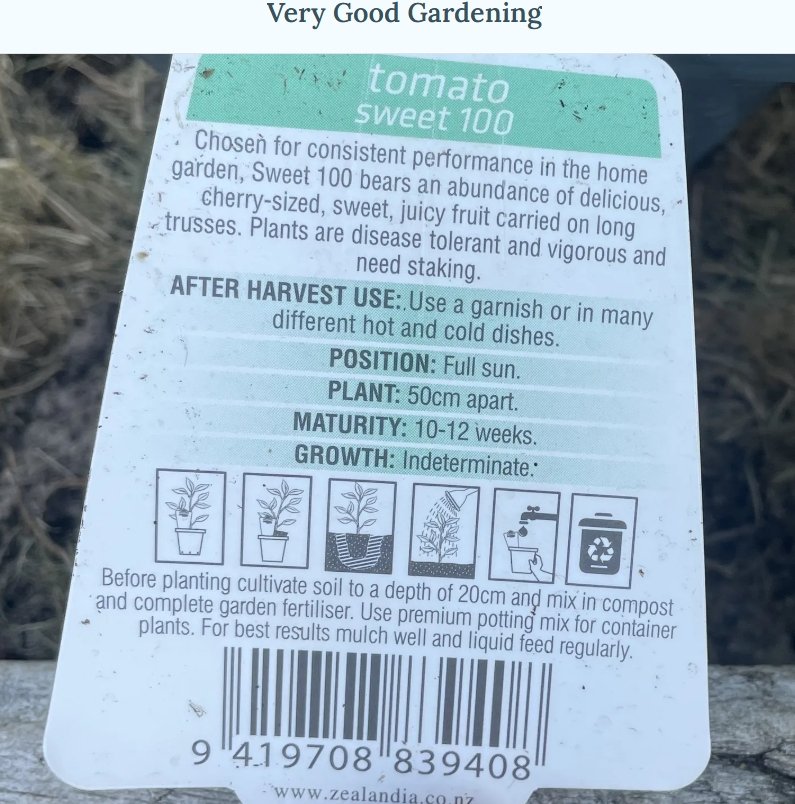 Very Good Gardening
tomato
sweet 100
Chosen for consistent performance in the home
garden, Sweet 100 bears an abundance of delicious,
cherry-sized, sweet, juicy fruit carried on long
trusses. Plants are disease tolerant and vigorous and
need staking.
AFTER HARVEST USE: Use a garnish or in many
different hot and cold dishes.
POSITION: Full sun.
PLANT: 50cm apart.
MATURITY: 10-12 weeks.
GROWTH: Indeterminate.
Before planting cultivate soil to a depth of 20cm and mix in compost
and complete garden fertiliser. Use premium potting mix for container
plants. For best results mulch well and liquid feed regularly.
9 419708 839408
www.zealandia.co.nz